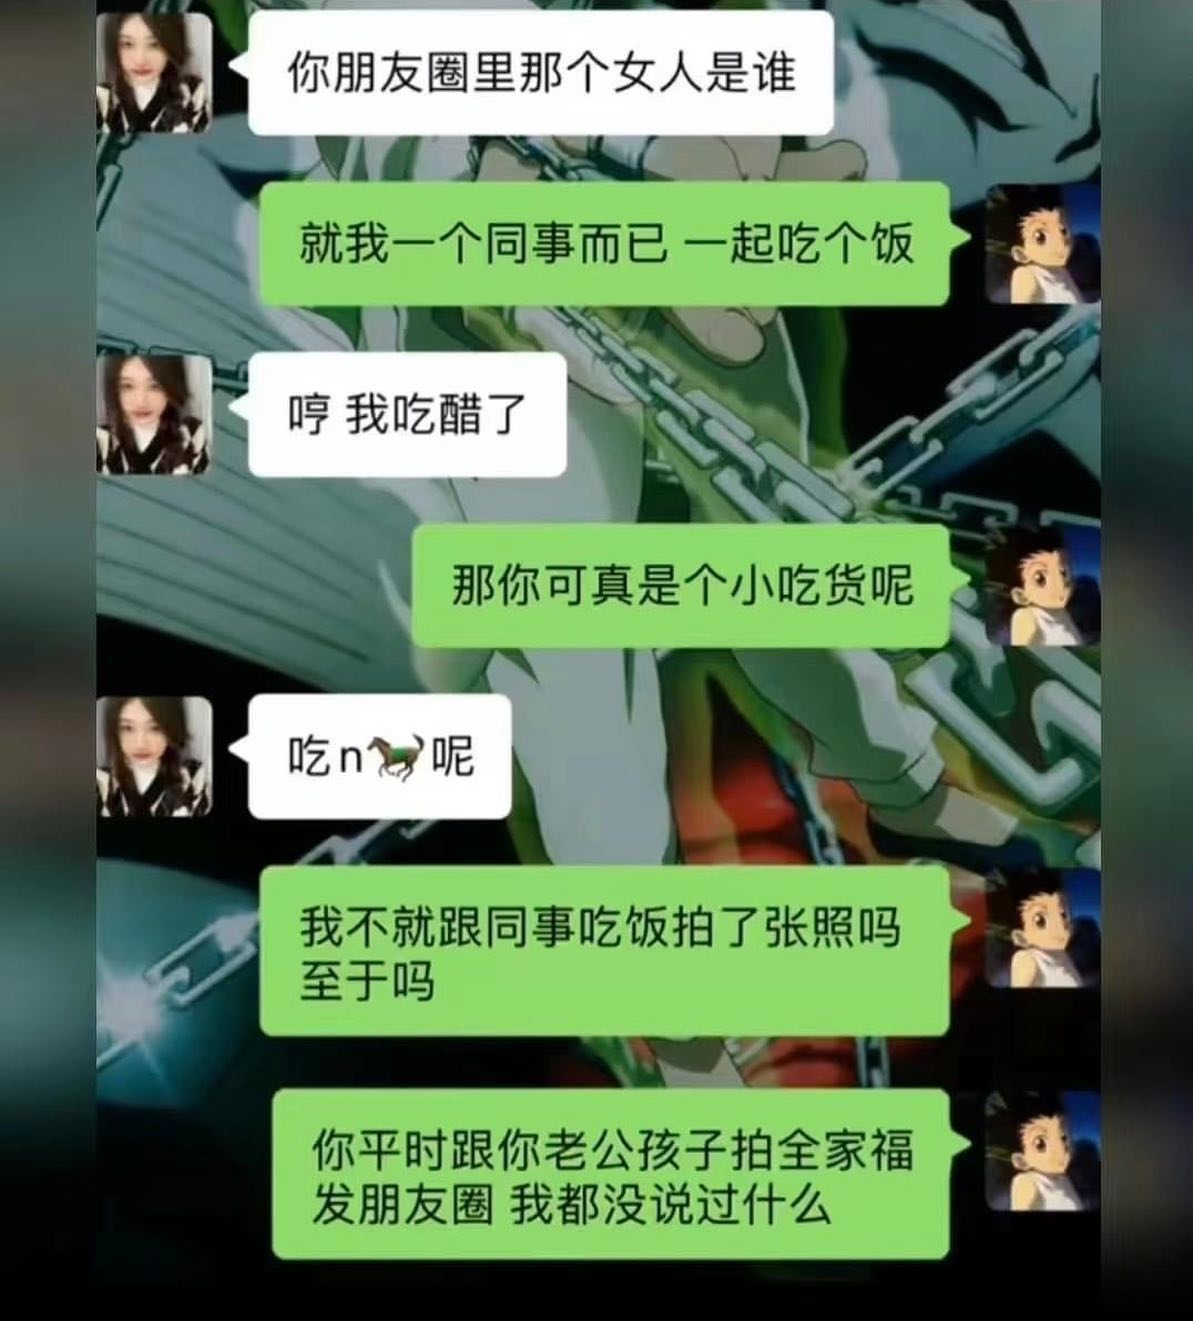 你朋友圈里那个女人是谁
就我一个同事而已 一起吃个饭
哼 我吃醋了
那你可真是个小吃货呢
吃n🐎呢
我不就跟同事吃饭拍了张照吗
至于吗
你平时跟你老公孩子拍全家福
发朋友圈 我都没说过什么